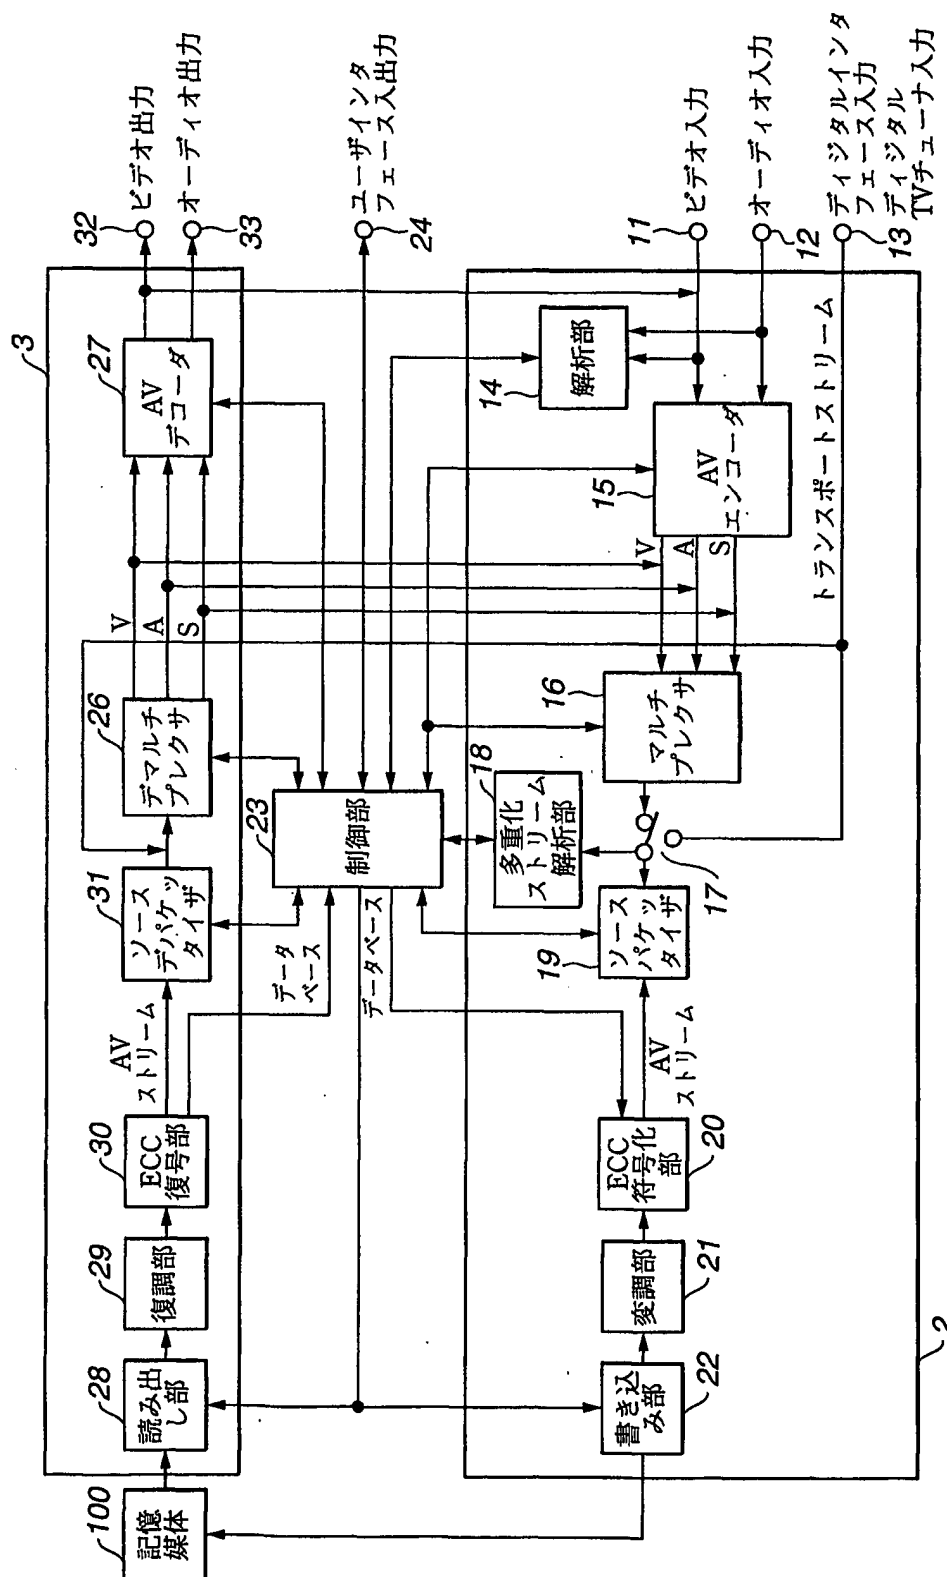 3
32
ビデオ出力
オーディオ出力
33
27
AV
デコーダ
V
A
S
26
デマルチ
プレクサ
31
ソース
デパケッ
タイザ
AV
ストリーム
30
ECC
復号部
29
復調部
28
読み出
し部
100
記憶
媒体
ユーザインタ
フェース入出力
24
23
制御部
データ
ベース
データベース
11
ビデオ入力
オーディオ入力
12
ディジタルインタ
フェース入力
ディジタル
TVチューナ入力
13
14
解析部
15
AV
エンコーダ
V
A
S
トランスポートストリーム
16
マルチ
プレクサ
18
多重化
ストリーム
解析部
17
19
ソース
パケッ
タイザ
AV
ストリーム
ECC
符号化
部
20
変調部
21
書き込
み部
22
2